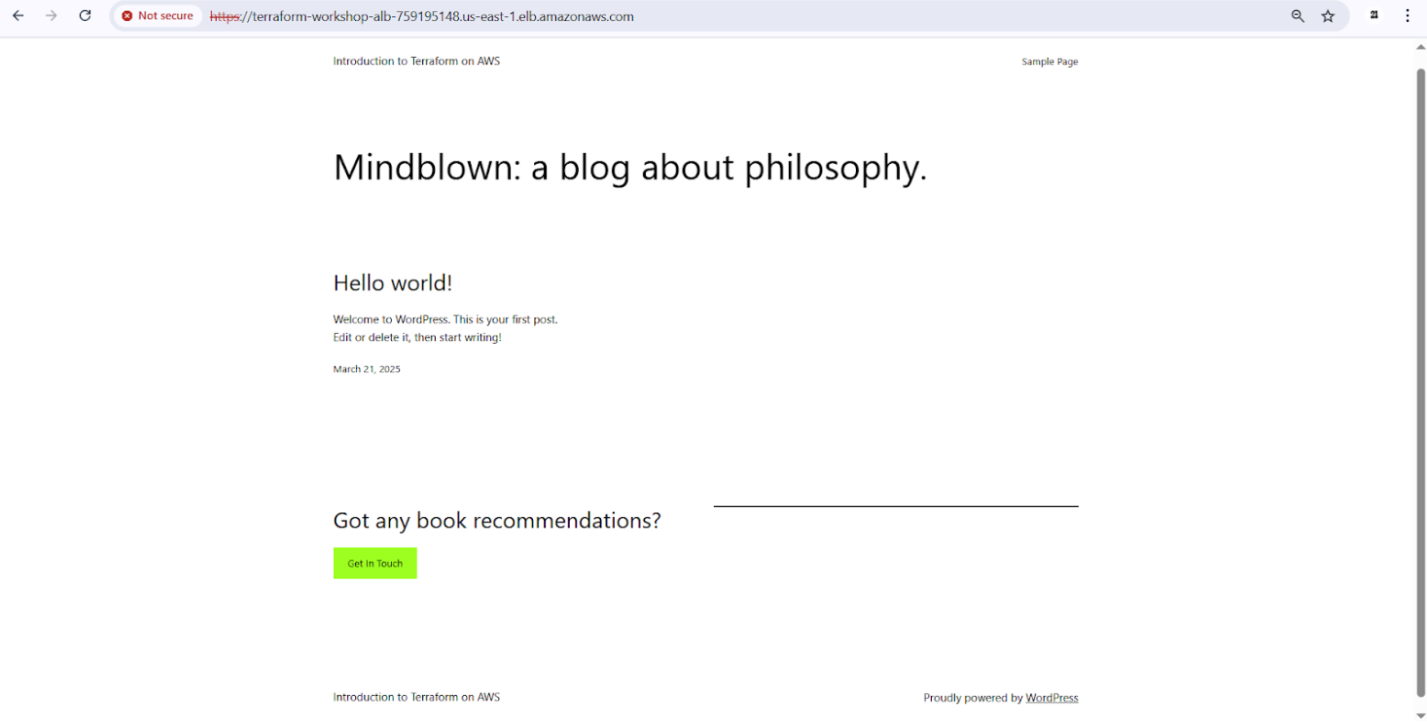 Not secure https://terraform-workshop-alb-759195148.us-east-1.elb.amazonaws.com
Introduction to Terraform on AWS Sample Page
Mindblown: a blog about philosophy.
Hello world!
Welcome to WordPress. This is your first post.
Edit or delete it, then start writing!
March 21, 2025
Got any book recommendations?
Get In Touch
Introduction to Terraform on AWS Proudly powered by WordPress